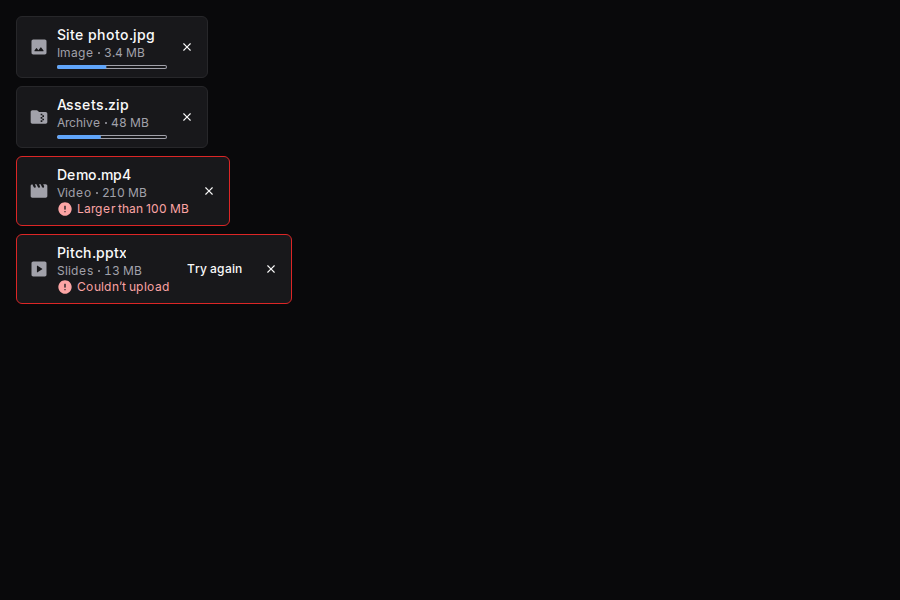 Site photo.jpg
Image · 3.4 MB
Assets.zip
Archive · 48 MB
Demo.mp4
Video · 210 MB
Larger than 100 MB
Pitch.pptx
Slides · 13 MB
Couldn't upload
Try again